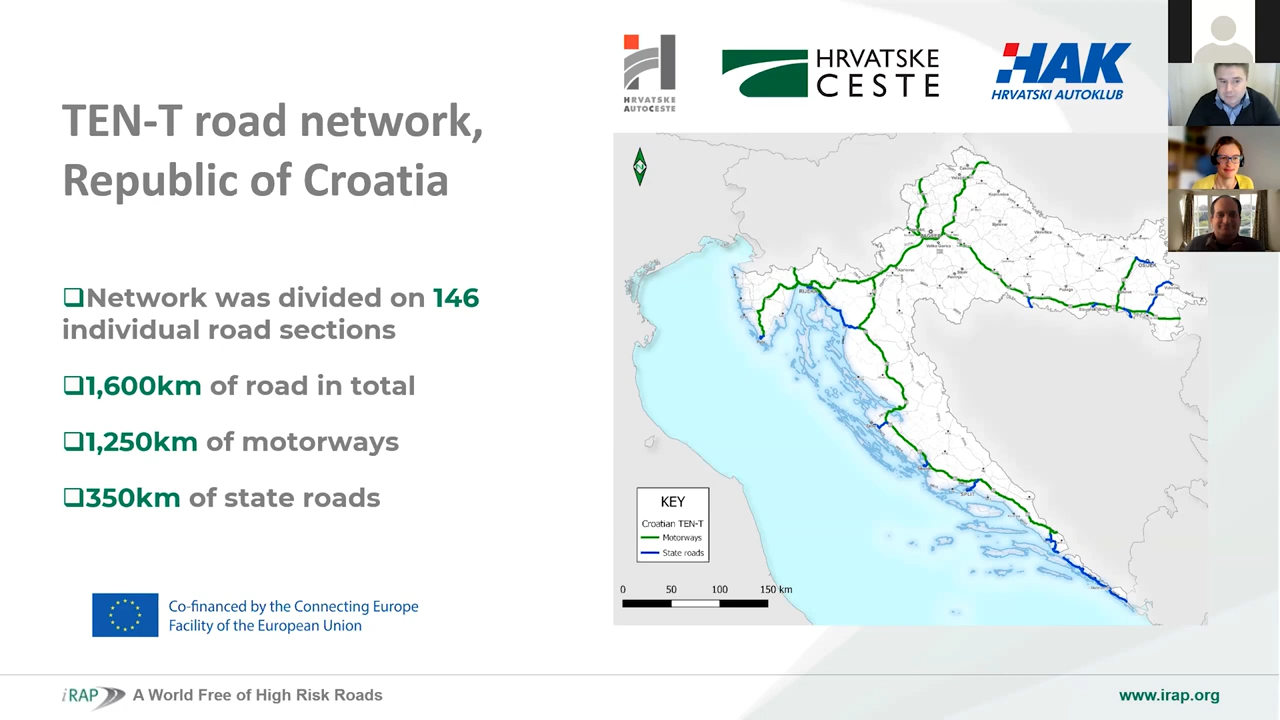 HRVATSKE
AUTOCESTE
HRVATSKE
CESTE
HAK
HRVATSKI AUTOKLUB
TEN-T road network,
Republic of Croatia
❑Network was divided on 146
individual road sections
❑1,600km of road in total
❑1,250km of motorways
❑350km of state roads
N
KEY
Croatian TEN-T
Motorways
State roads
0 50 100 150 km
Co-financed by the Connecting Europe
Facility of the European Union
iRAP A World Free of High Risk Roads
www.irap.org